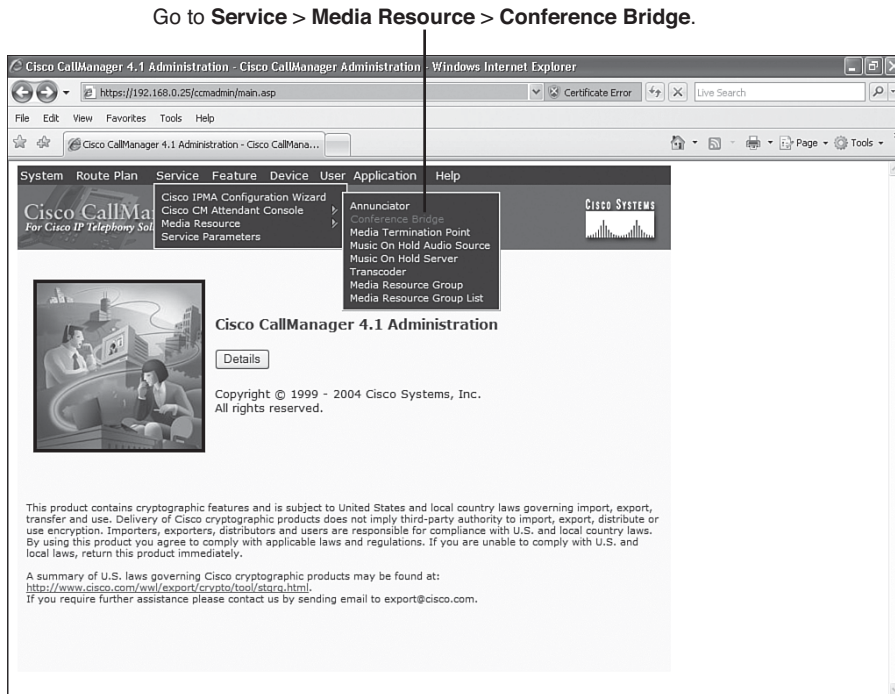 Go to Service > Media Resource > Conference Bridge.
Cisco CallManager 4.1 Administration - Cisco CallManager Administration - Windows Internet Explorer
https://192.168.0.25/ccmadmin/main.asp
Certificate Error
Live Search
File Edit View Favorites Tools Help
Cisco CallManager 4.1 Administration - Cisco CallMana...
Page
Tools
System Route Plan Service Feature Device User Application Help
Cisco CallMa
For Cisco IP Telephony Sol
Cisco IPMA Configuration Wizard
Cisco CM Attendant Console
Media Resource
Service Parameters
Annunciator
Conference Bridge
Media Termination Point
Music On Hold Audio Source
Music On Hold Server
Transcoder
Media Resource Group
Media Resource Group List
CISCO SYSTEMS
Cisco CallManager 4.1 Administration
Details
Copyright © 1999 - 2004 Cisco Systems, Inc.
All rights reserved.
This product contains cryptographic features and is subject to United States and local country laws governing import, export,
transfer and use. Delivery of Cisco cryptographic products does not imply third-party authority to import, export, distribute or
use encryption. Importers, exporters, distributors and users are responsible for compliance with U.S. and local country laws.
By using this product you agree to comply with applicable laws and regulations. If you are unable to comply with U.S. and
local laws, return this product immediately.
A summary of U.S. laws governing Cisco cryptographic products may be found at:
http://www.cisco.com/wwl/export/crypto/tool/stqrg.html.
If you require further assistance please contact us by sending email to export@cisco.com.